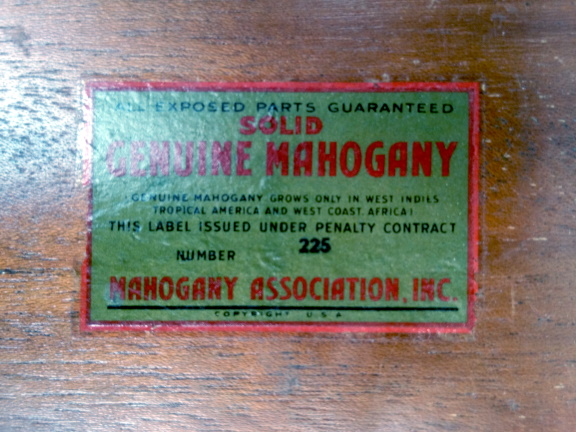 ALL EXPOSED PARTS GUARANTEED
SOLID
GENUINE MAHOGANY
(GENUINE MAHOGANY GROWS ONLY IN WEST INDIES
TROPICAL AMERICA AND WEST COAST AFRICA)
THIS LABEL ISSUED UNDER PENALTY CONTRACT
NUMBER 225
MAHOGANY ASSOCIATION, INC.
COPYRIGHT U.S.A